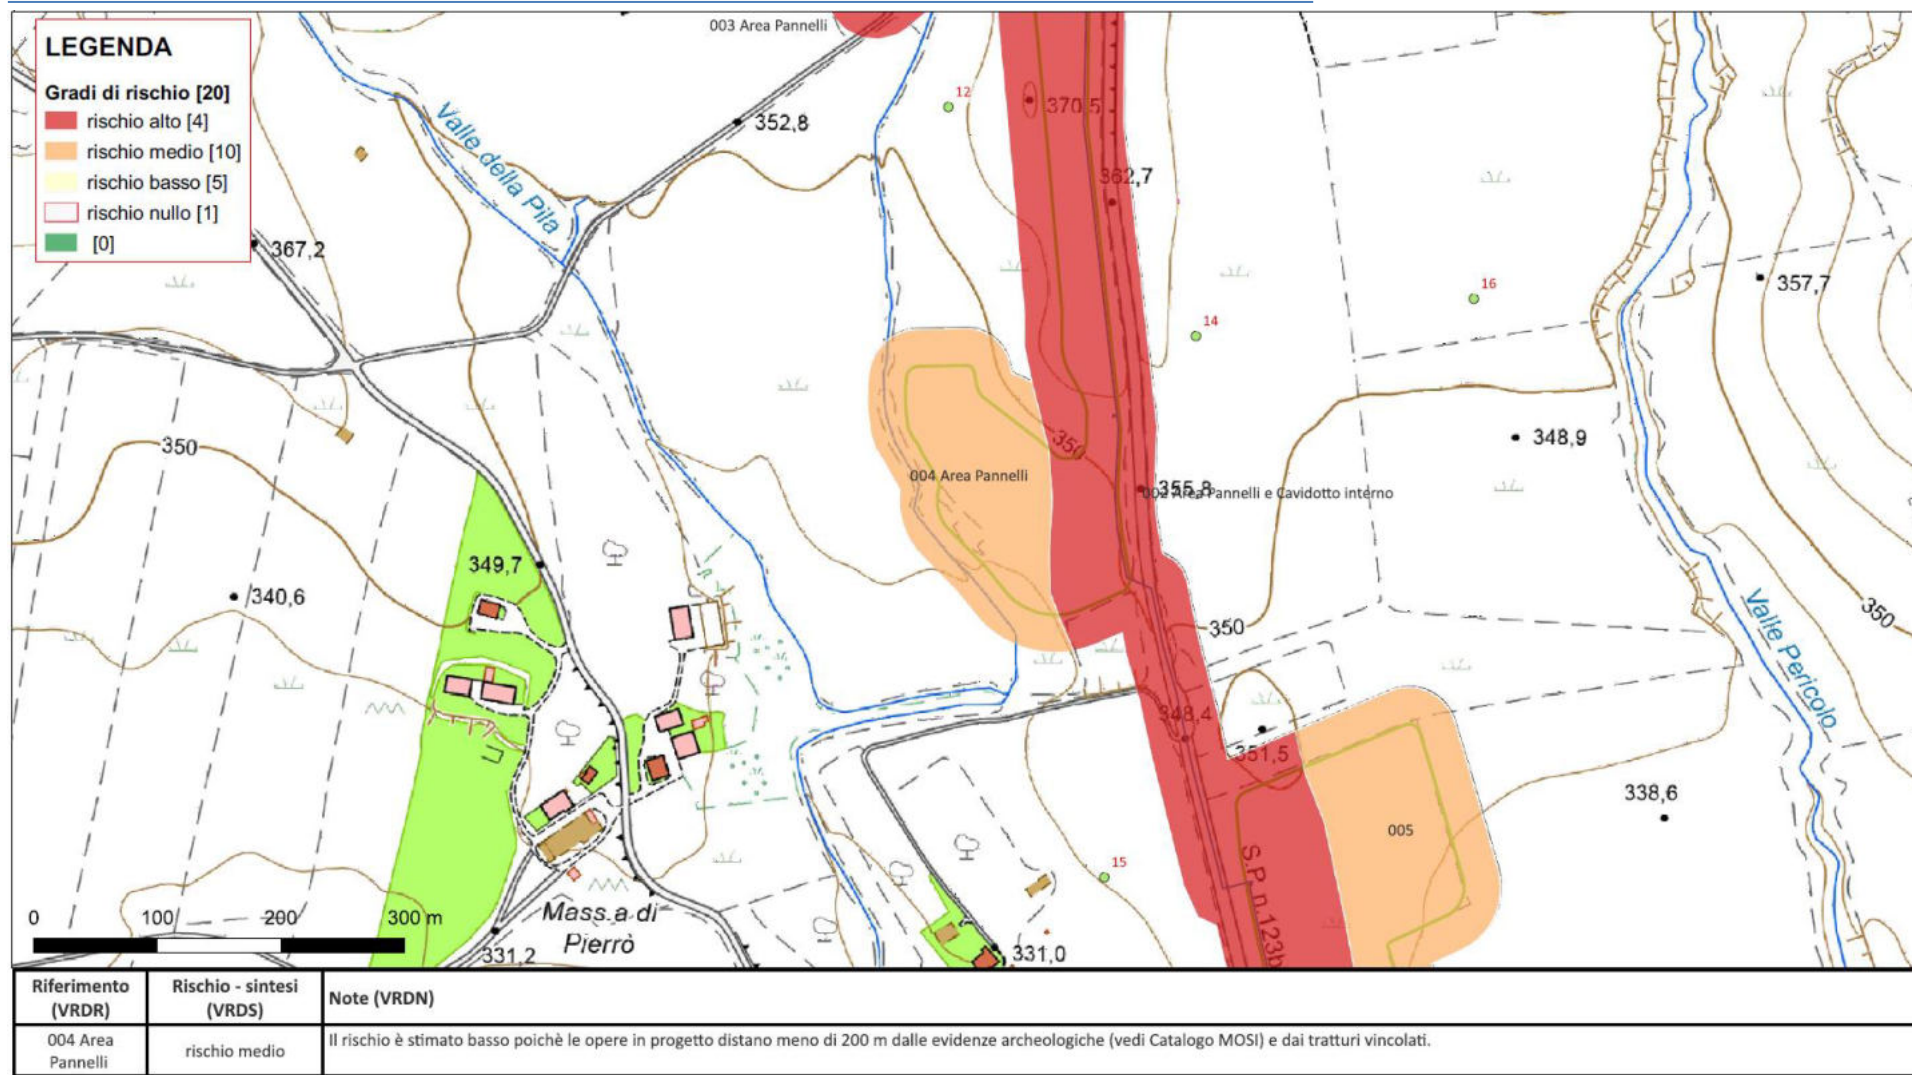 LEGENDA
Gradi di rischio [20]
rischio alto [4]
rischio medio [10]
rischio basso [5]
rischio nullo [1]
[0]
003 Area Pannelli
Valle della Pila
352,8
12
370,5
362,7
367,2
16
357,7
14
350
348,9
350
004 Area Pannelli
355,8
002 Area Pannelli e Cavidotto interno
349,7
340,6
350
350
Valle Pericolo
348,4
351,5
338,6
005
15
S.P. n.123b
0 100 200 300 m
Mass.a di
Pierrò
331,2
331,0
Riferimento
(VRDR)
Rischio - sintesi
(VRDS)
Note (VRDN)
004 Area
Pannelli
rischio medio
Il rischio è stimato basso poichè le opere in progetto distano meno di 200 m dalle evidenze archeologiche (vedi Catalogo MOSI) e dai tratturi vincolati.